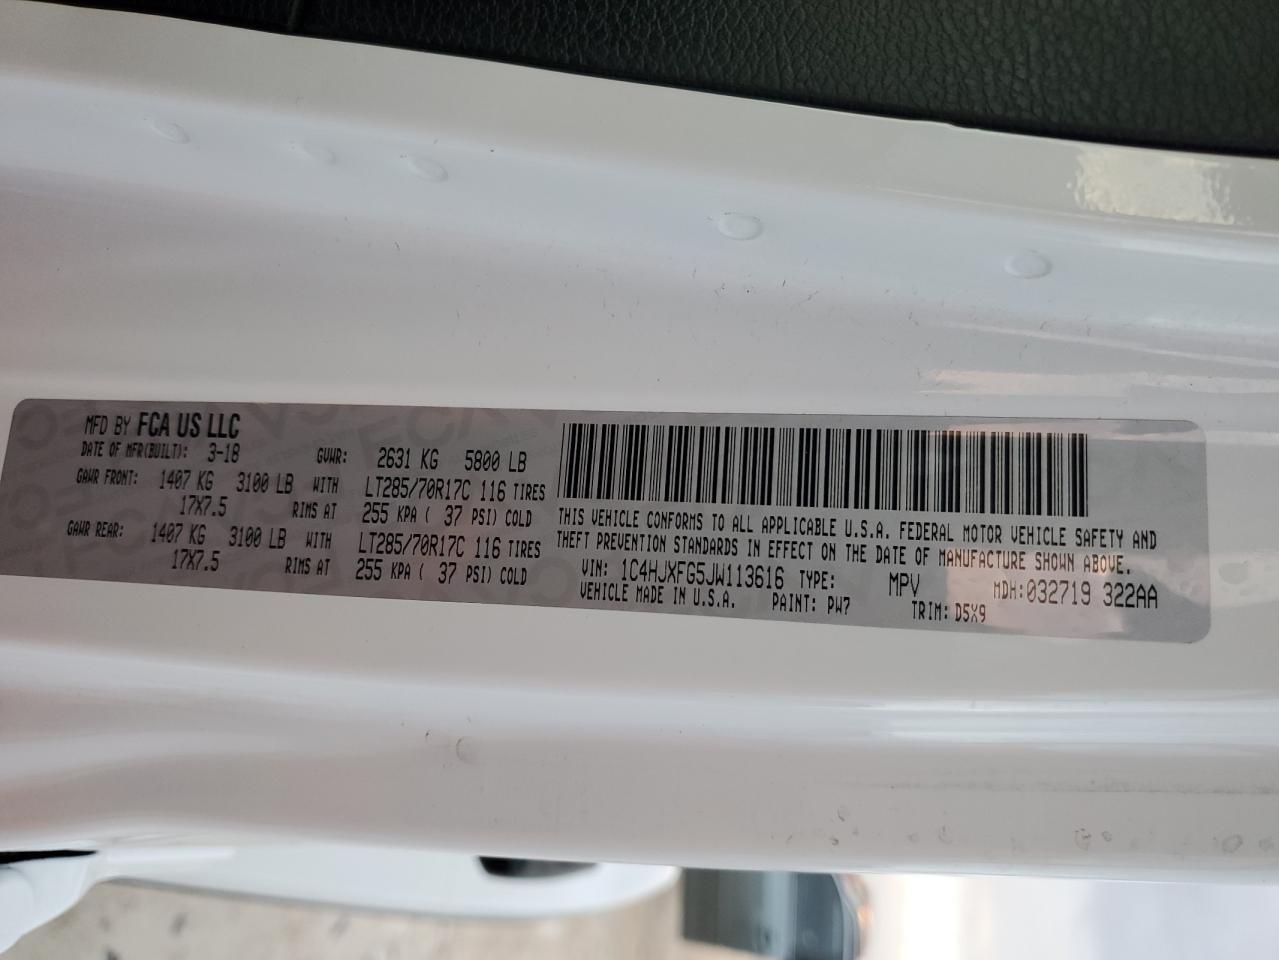 MFD BY FCA US LLC
DATE OF MFR(BUILT): 3-18 GVWR: 2631 KG 5800 LB
GAWR FRONT: 1407 KG 3100 LB WITH LT285/70R17C 116 TIRES
17X7.5 RIMS AT 255 KPA ( 37 PSI) COLD
GAWR REAR: 1407 KG 3100 LB WITH LT285/70R17C 116 TIRES
17X7.5 RIMS AT 255 KPA ( 37 PSI) COLD
THIS VEHICLE CONFORMS TO ALL APPLICABLE U.S.A. FEDERAL MOTOR VEHICLE SAFETY AND
THEFT PREVENTION STANDARDS IN EFFECT ON THE DATE OF MANUFACTURE SHOWN ABOVE.
VIN: 1C4HJXFG5JW113616 TYPE: MPV MDH:032719 322AA
VEHICLE MADE IN U.S.A. PAINT: PW7 TRIM: D5X9